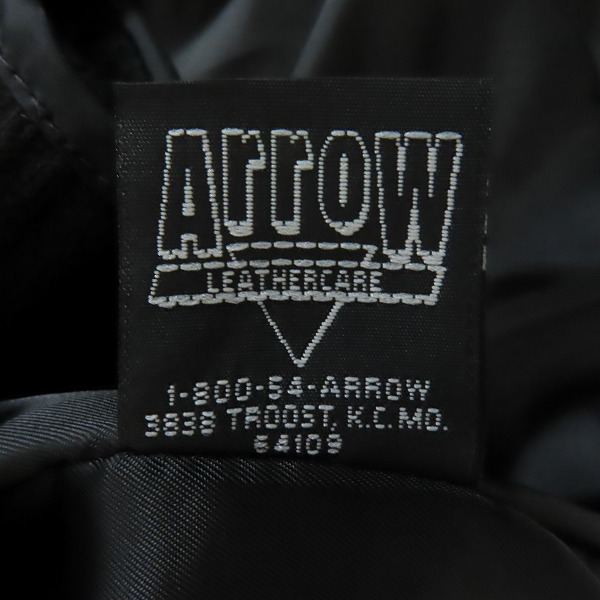 ArroW
LEATHERCARE
1-800-54-ARROW
3838 TROOST, K.C. MO.
64109